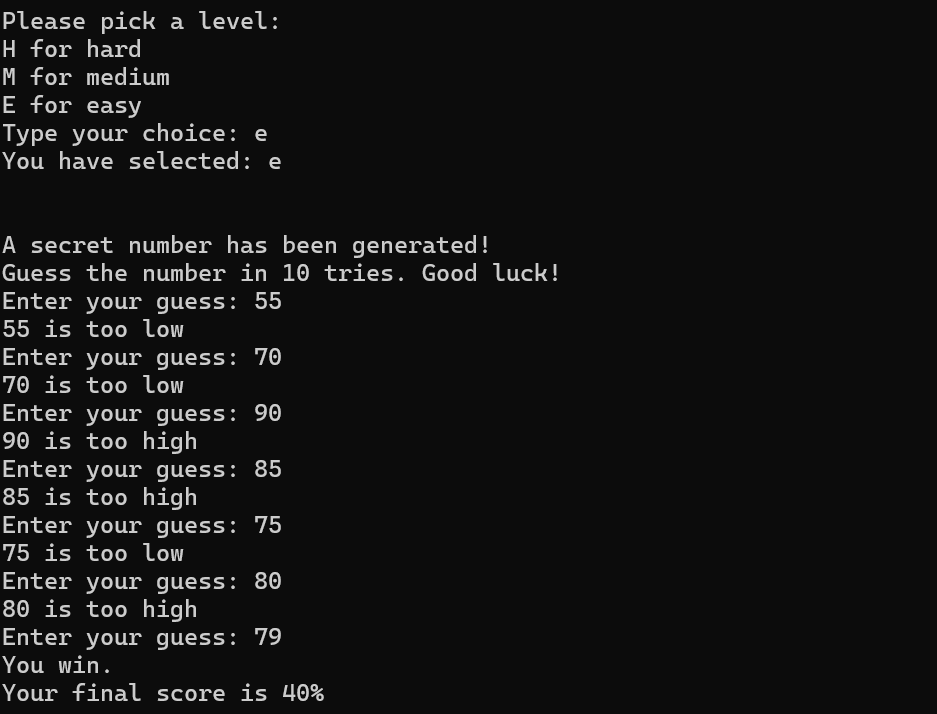 Please pick a level:
H for hard
M for medium
E for easy
Type your choice: e
You have selected: e
A secret number has been generated!
Guess the number in 10 tries. Good luck!
Enter your guess: 55
55 is too low
Enter your guess: 70
70 is too low
Enter your guess: 90
90 is too high
Enter your guess: 85
85 is too high
Enter your guess: 75
75 is too low
Enter your guess: 80
80 is too high
Enter your guess: 79
You win.
Your final score is 40%